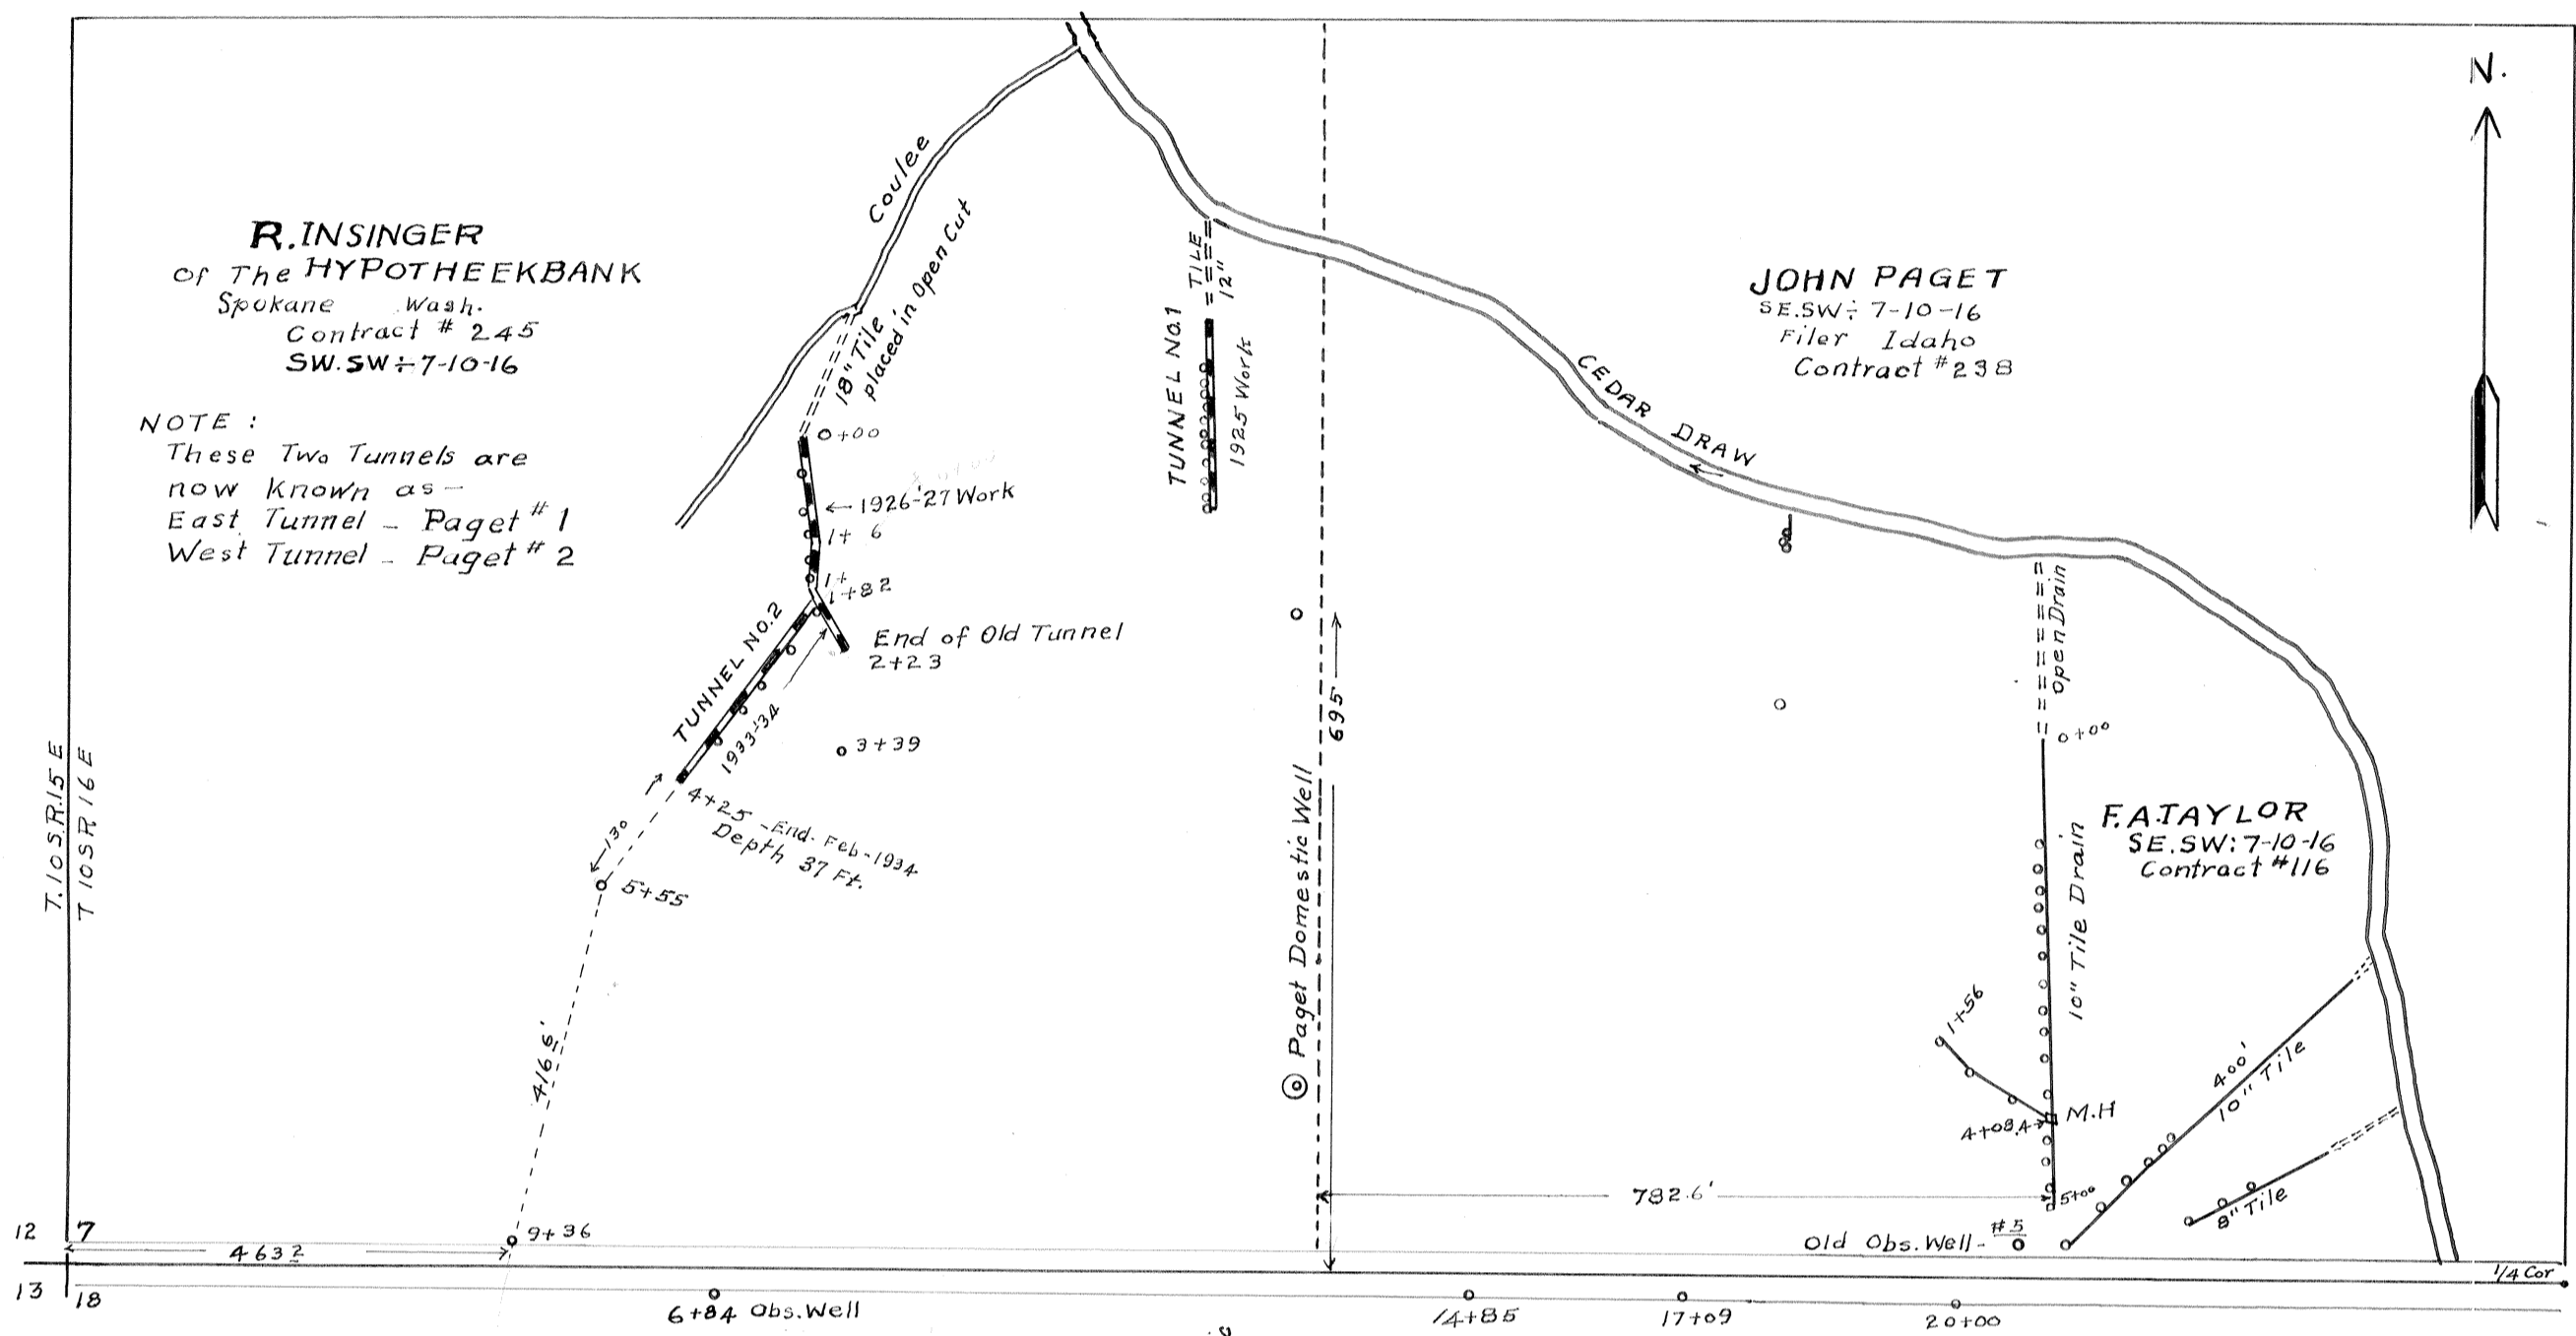 N.
R. INSINGER
Of The HYPOTHEEKBANK
Spokane Wash.
Contract # 245
SW. SW ÷ 7-10-16
NOTE :
These Two Tunnels are
now Known as —
East Tunnel - Paget # 1
West Tunnel - Paget # 2
Coulee
18" Tile
placed in Open Cut
0+00
← 1926-'27 Work
1+ 6
1+
1+82
End of Old Tunnel
2+23
TUNNEL NO. 2
1933-'34
3+39
4+25 - End. Feb-1934
Depth 37 Ft.
130
5+55
416 6'
9+36
4632
TILE
12"
TUNNEL NO. 1
1925 Work
695
Paget Domestic Well
JOHN PAGET
SE.SW ÷ 7-10-16
Filer Idaho
Contract #238
CEDAR DRAW
Open Drain
0+00
F.A. TAYLOR
SE. SW: 7-10-16
Contract #116
10" Tile Drain
1+56
4+08.4
M.H
5+00
782.6'
400'
10" Tile
8" Tile
Old Obs. Well - #5
T. 10 S R. 15 E
T 10 S R 16 E
12
7
13
18
1/4 Cor
6+84 Obs. Well
14+85
17+09
20+00